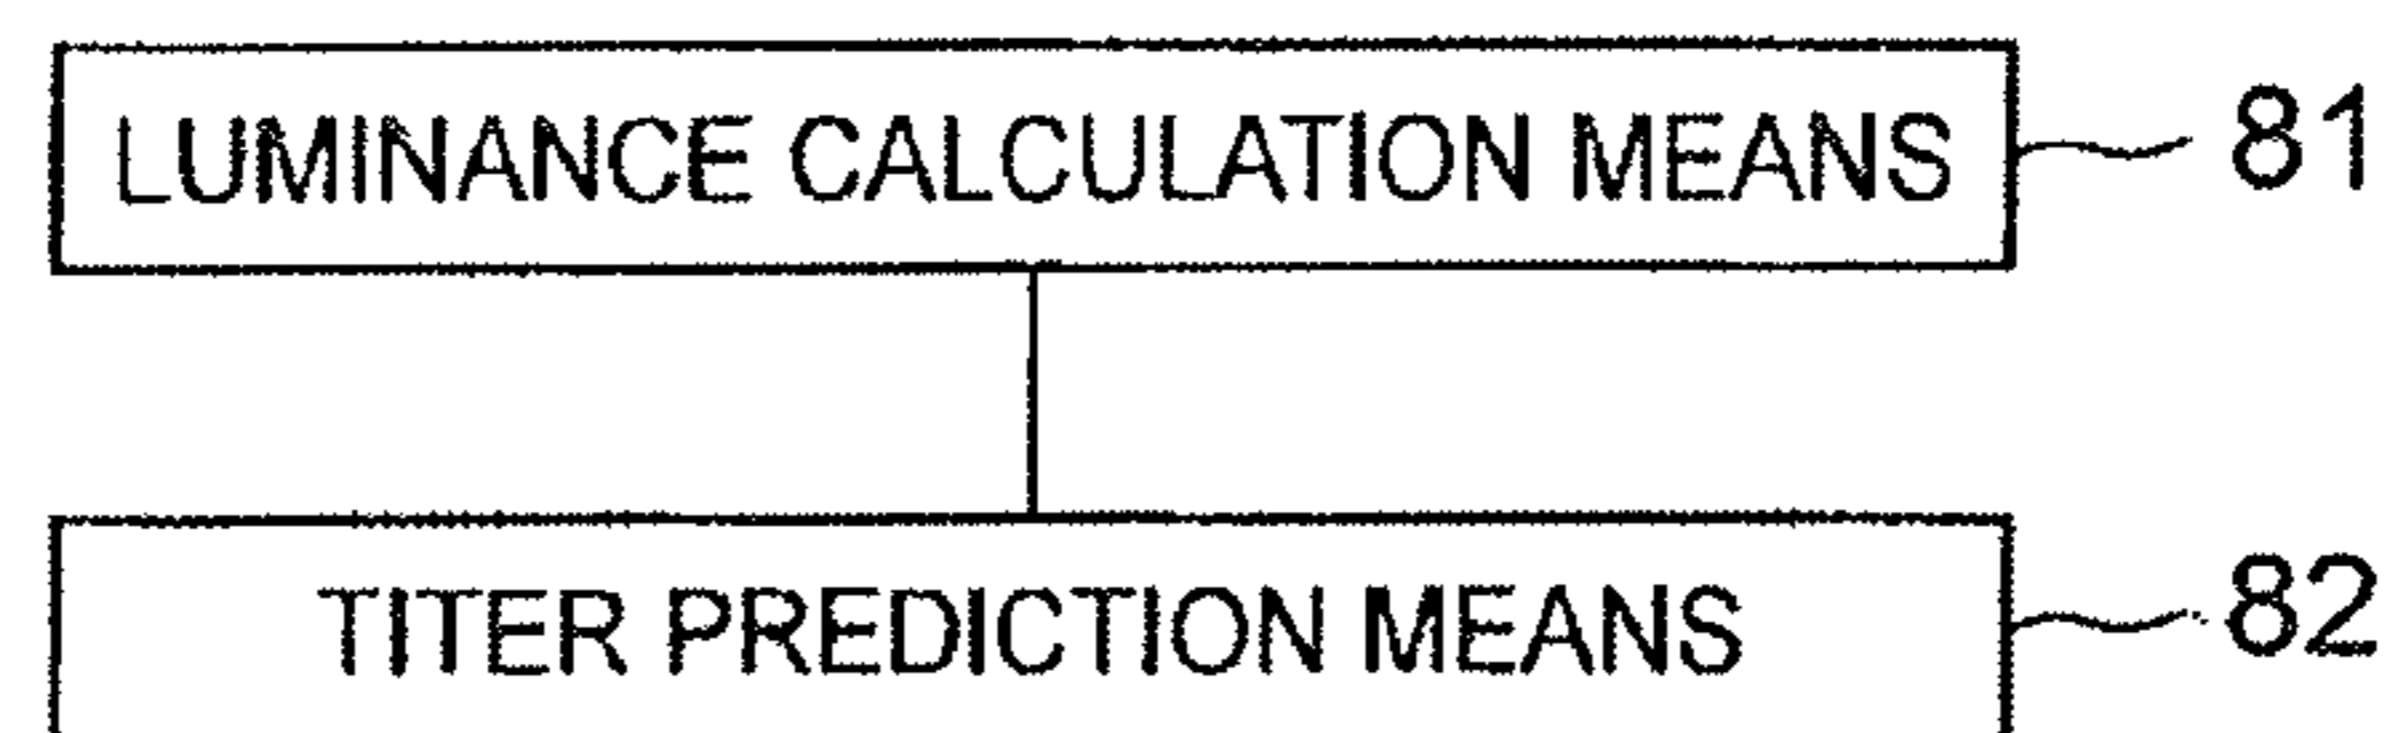 LUMINANCE CALCULATION MEANS 81
TITER PREDICTION MEANS 82